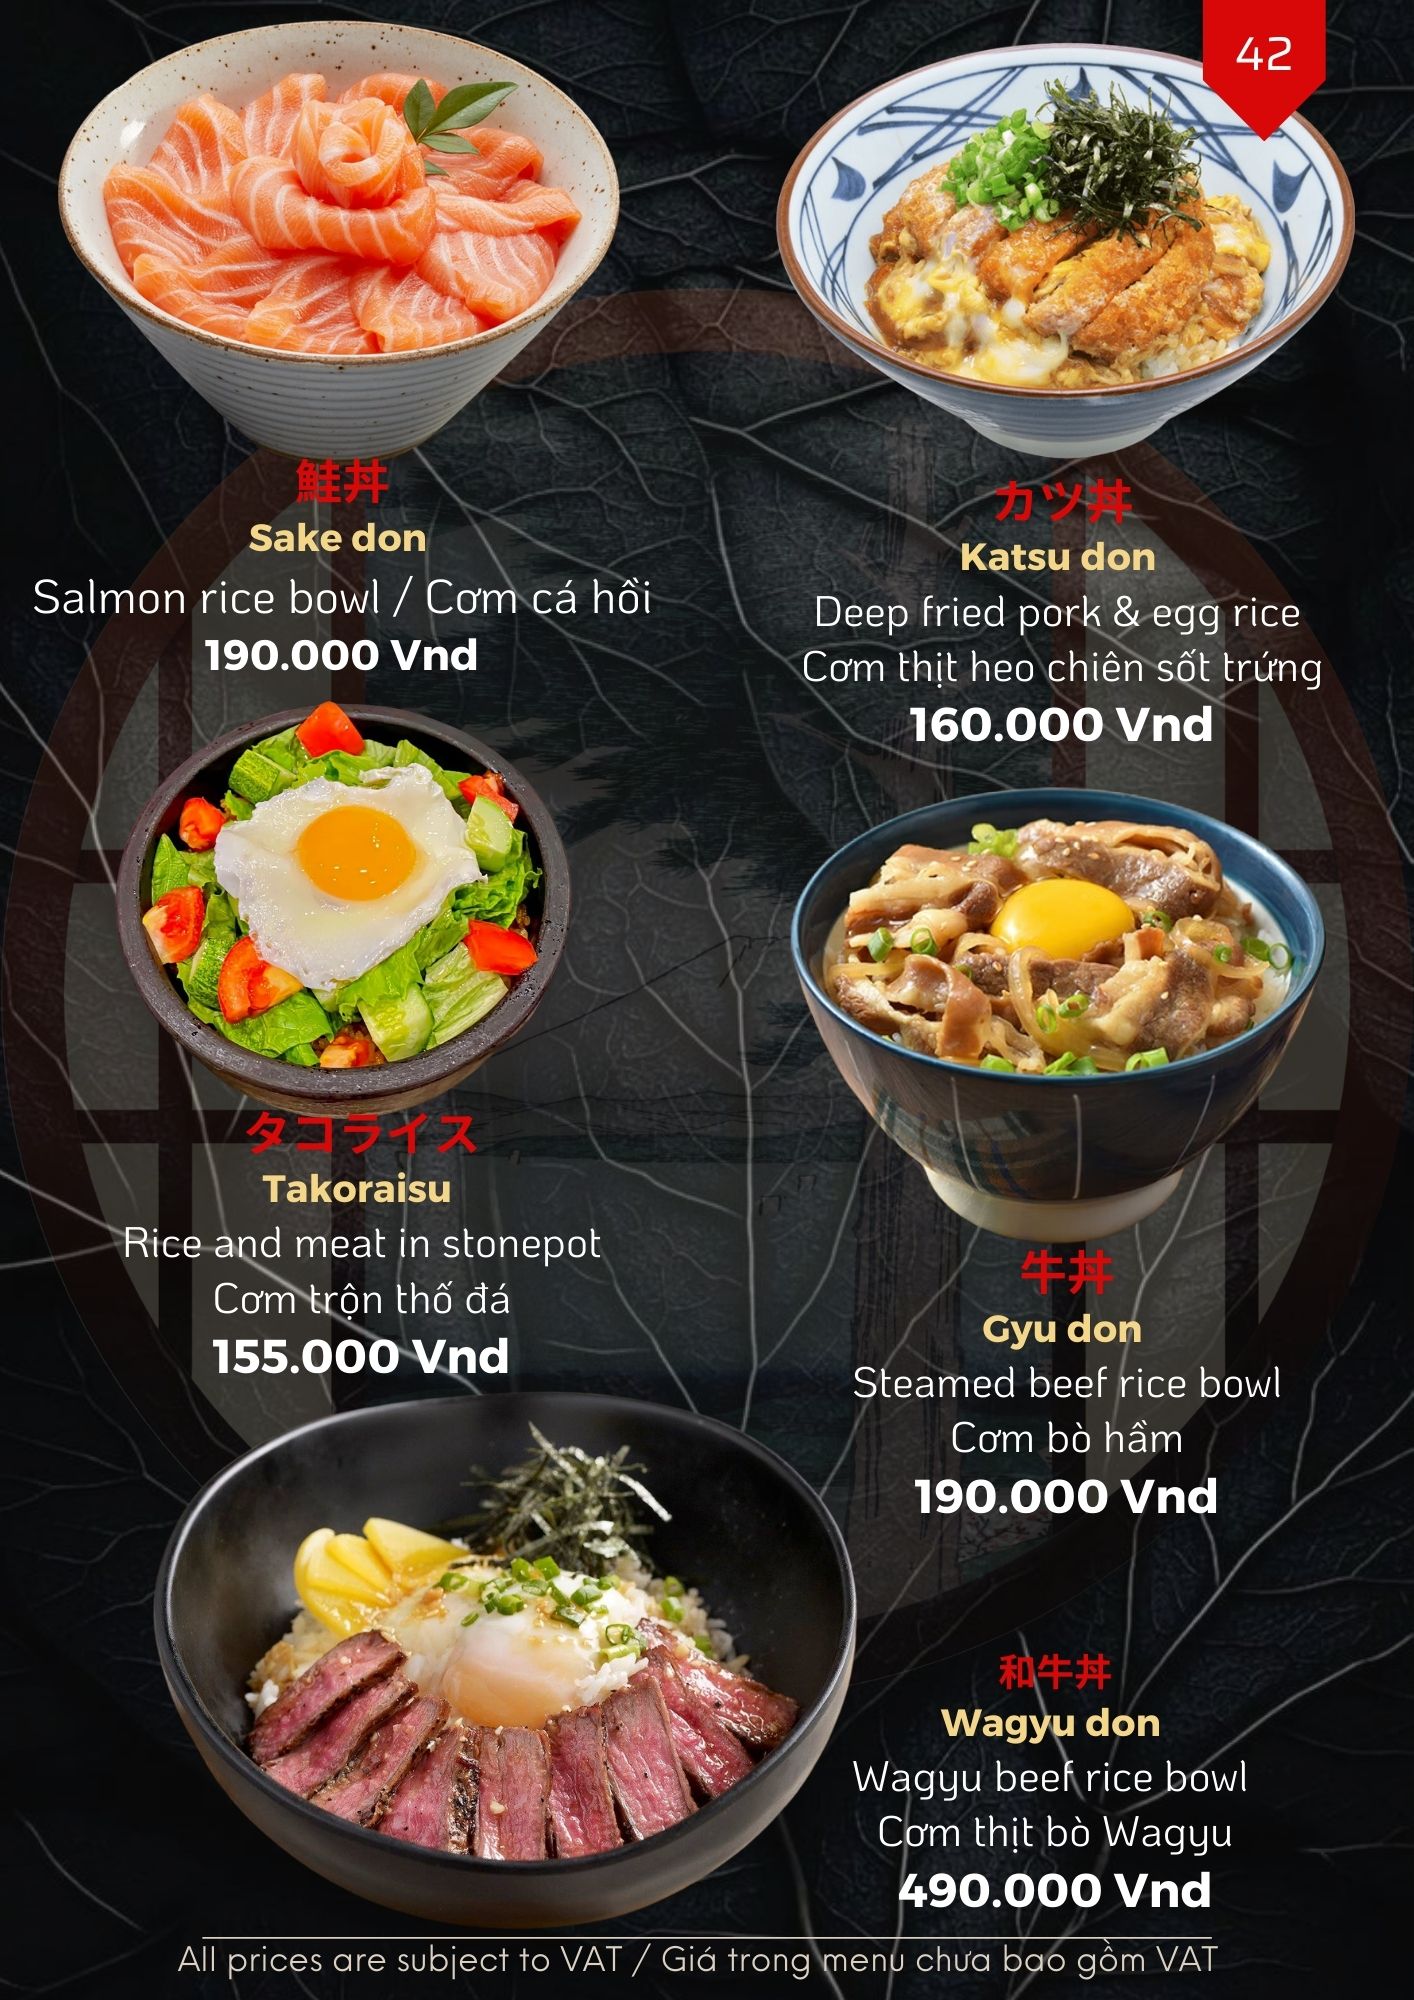 42
鮭丼
Sake don
Salmon rice bowl / Cơm cá hồi
190.000 Vnd
カツ丼
Katsu don
Deep fried pork & egg rice
Cơm thịt heo chiên sốt trứng
160.000 Vnd
タコライス
Takoraisu
Rice and meat in stonepot
Cơm trộn thố đá
155.000 Vnd
牛丼
Gyu don
Steamed beef rice bowl
Cơm bò hầm
190.000 Vnd
和牛丼
Wagyu don
Wagyu beef rice bowl
Cơm thịt bò Wagyu
490.000 Vnd
All prices are subject to VAT / Giá trong menu chưa bao gồm VAT